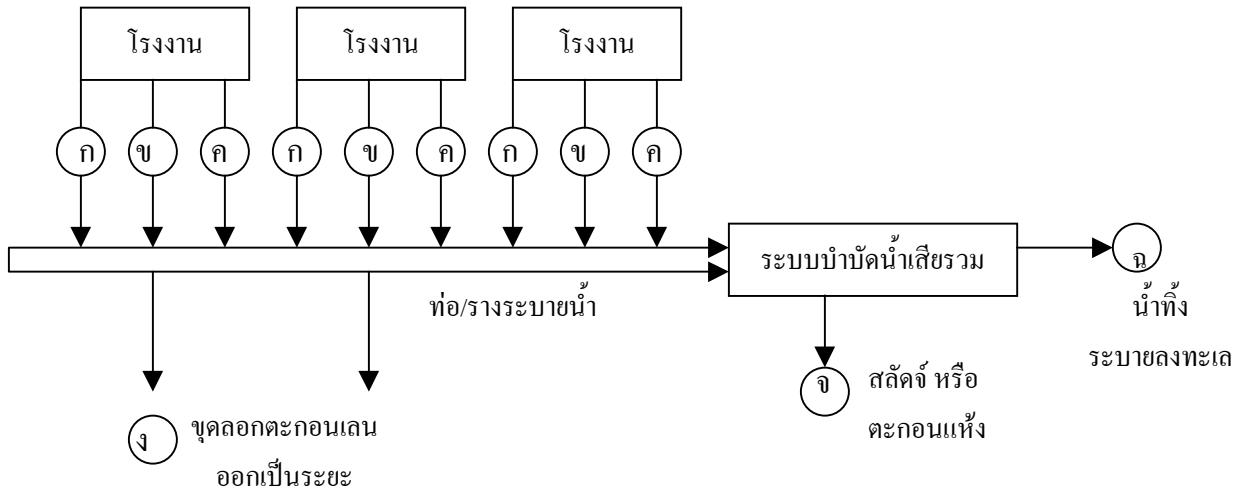 โรงงาน โรงงาน โรงงาน
ก ข ค ก ข ค ก ข ค
ระบบบำบัดน้ำเสียรวม
ฉ
ท่อ/รางระบายน้ำ
น้ำทิ้ง
ระบายลงทะเล
จ
สลัดจ์ หรือ
ตะกอนแห้ง
ง
ขุดลอกตะกอนเลน
ออกเป็นระยะ